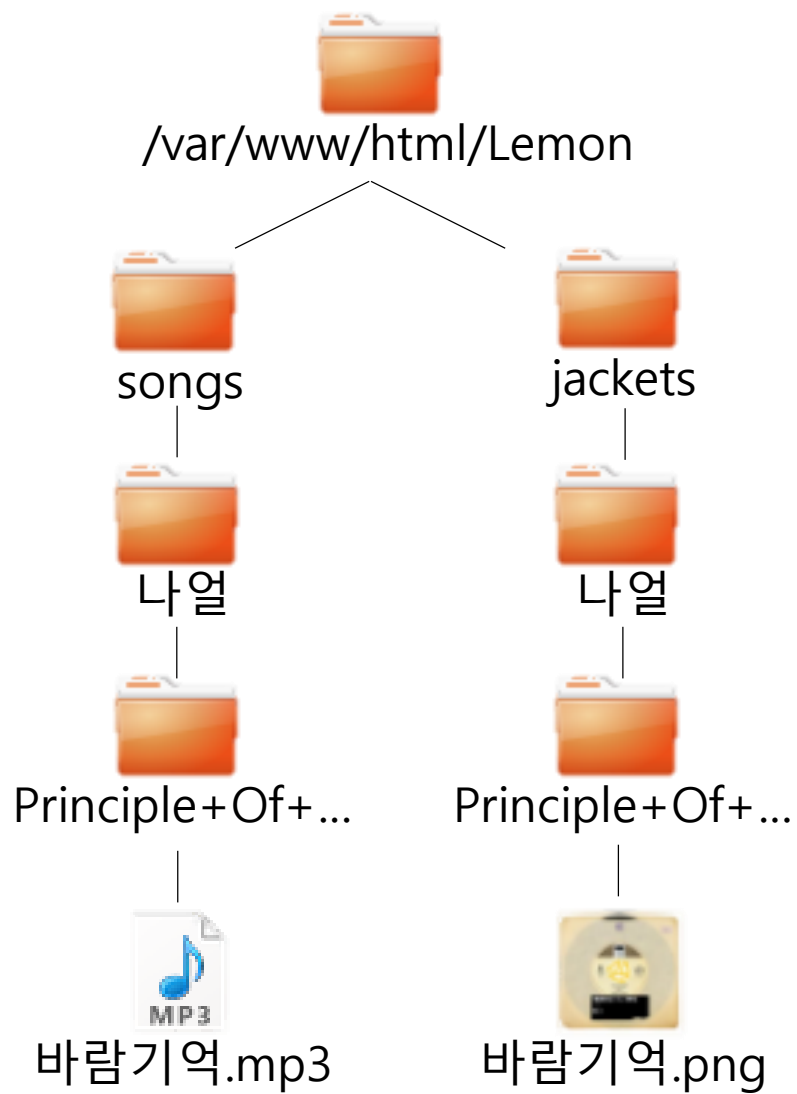 /var/www/html/Lemon
songs
jackets
나얼
나얼
Principle+Of+...
Principle+Of+...
MP3
바람기억.mp3
바람기억.png